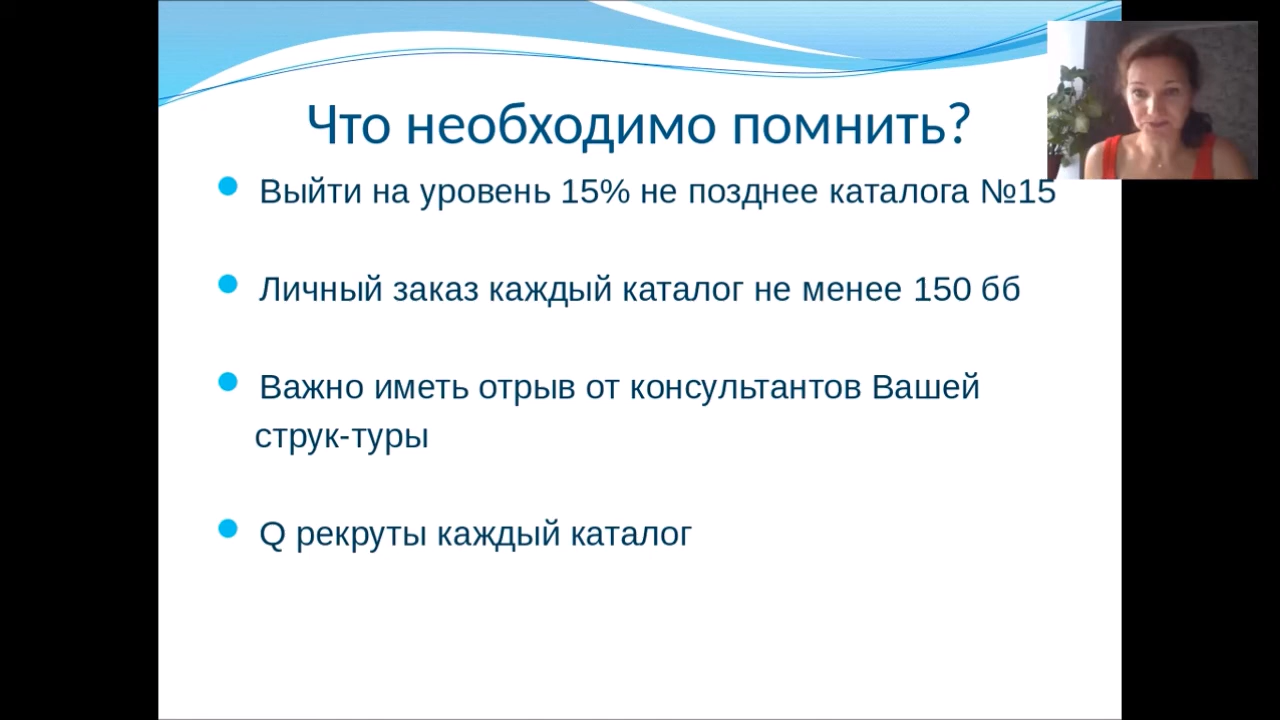 Что необходимо помнить?
Выйти на уровень 15% не позднее каталога №15
Личный заказ каждый каталог не менее 150 бб
Важно иметь отрыв от консультантов Вашей
струк-туры
Q рекруты каждый каталог